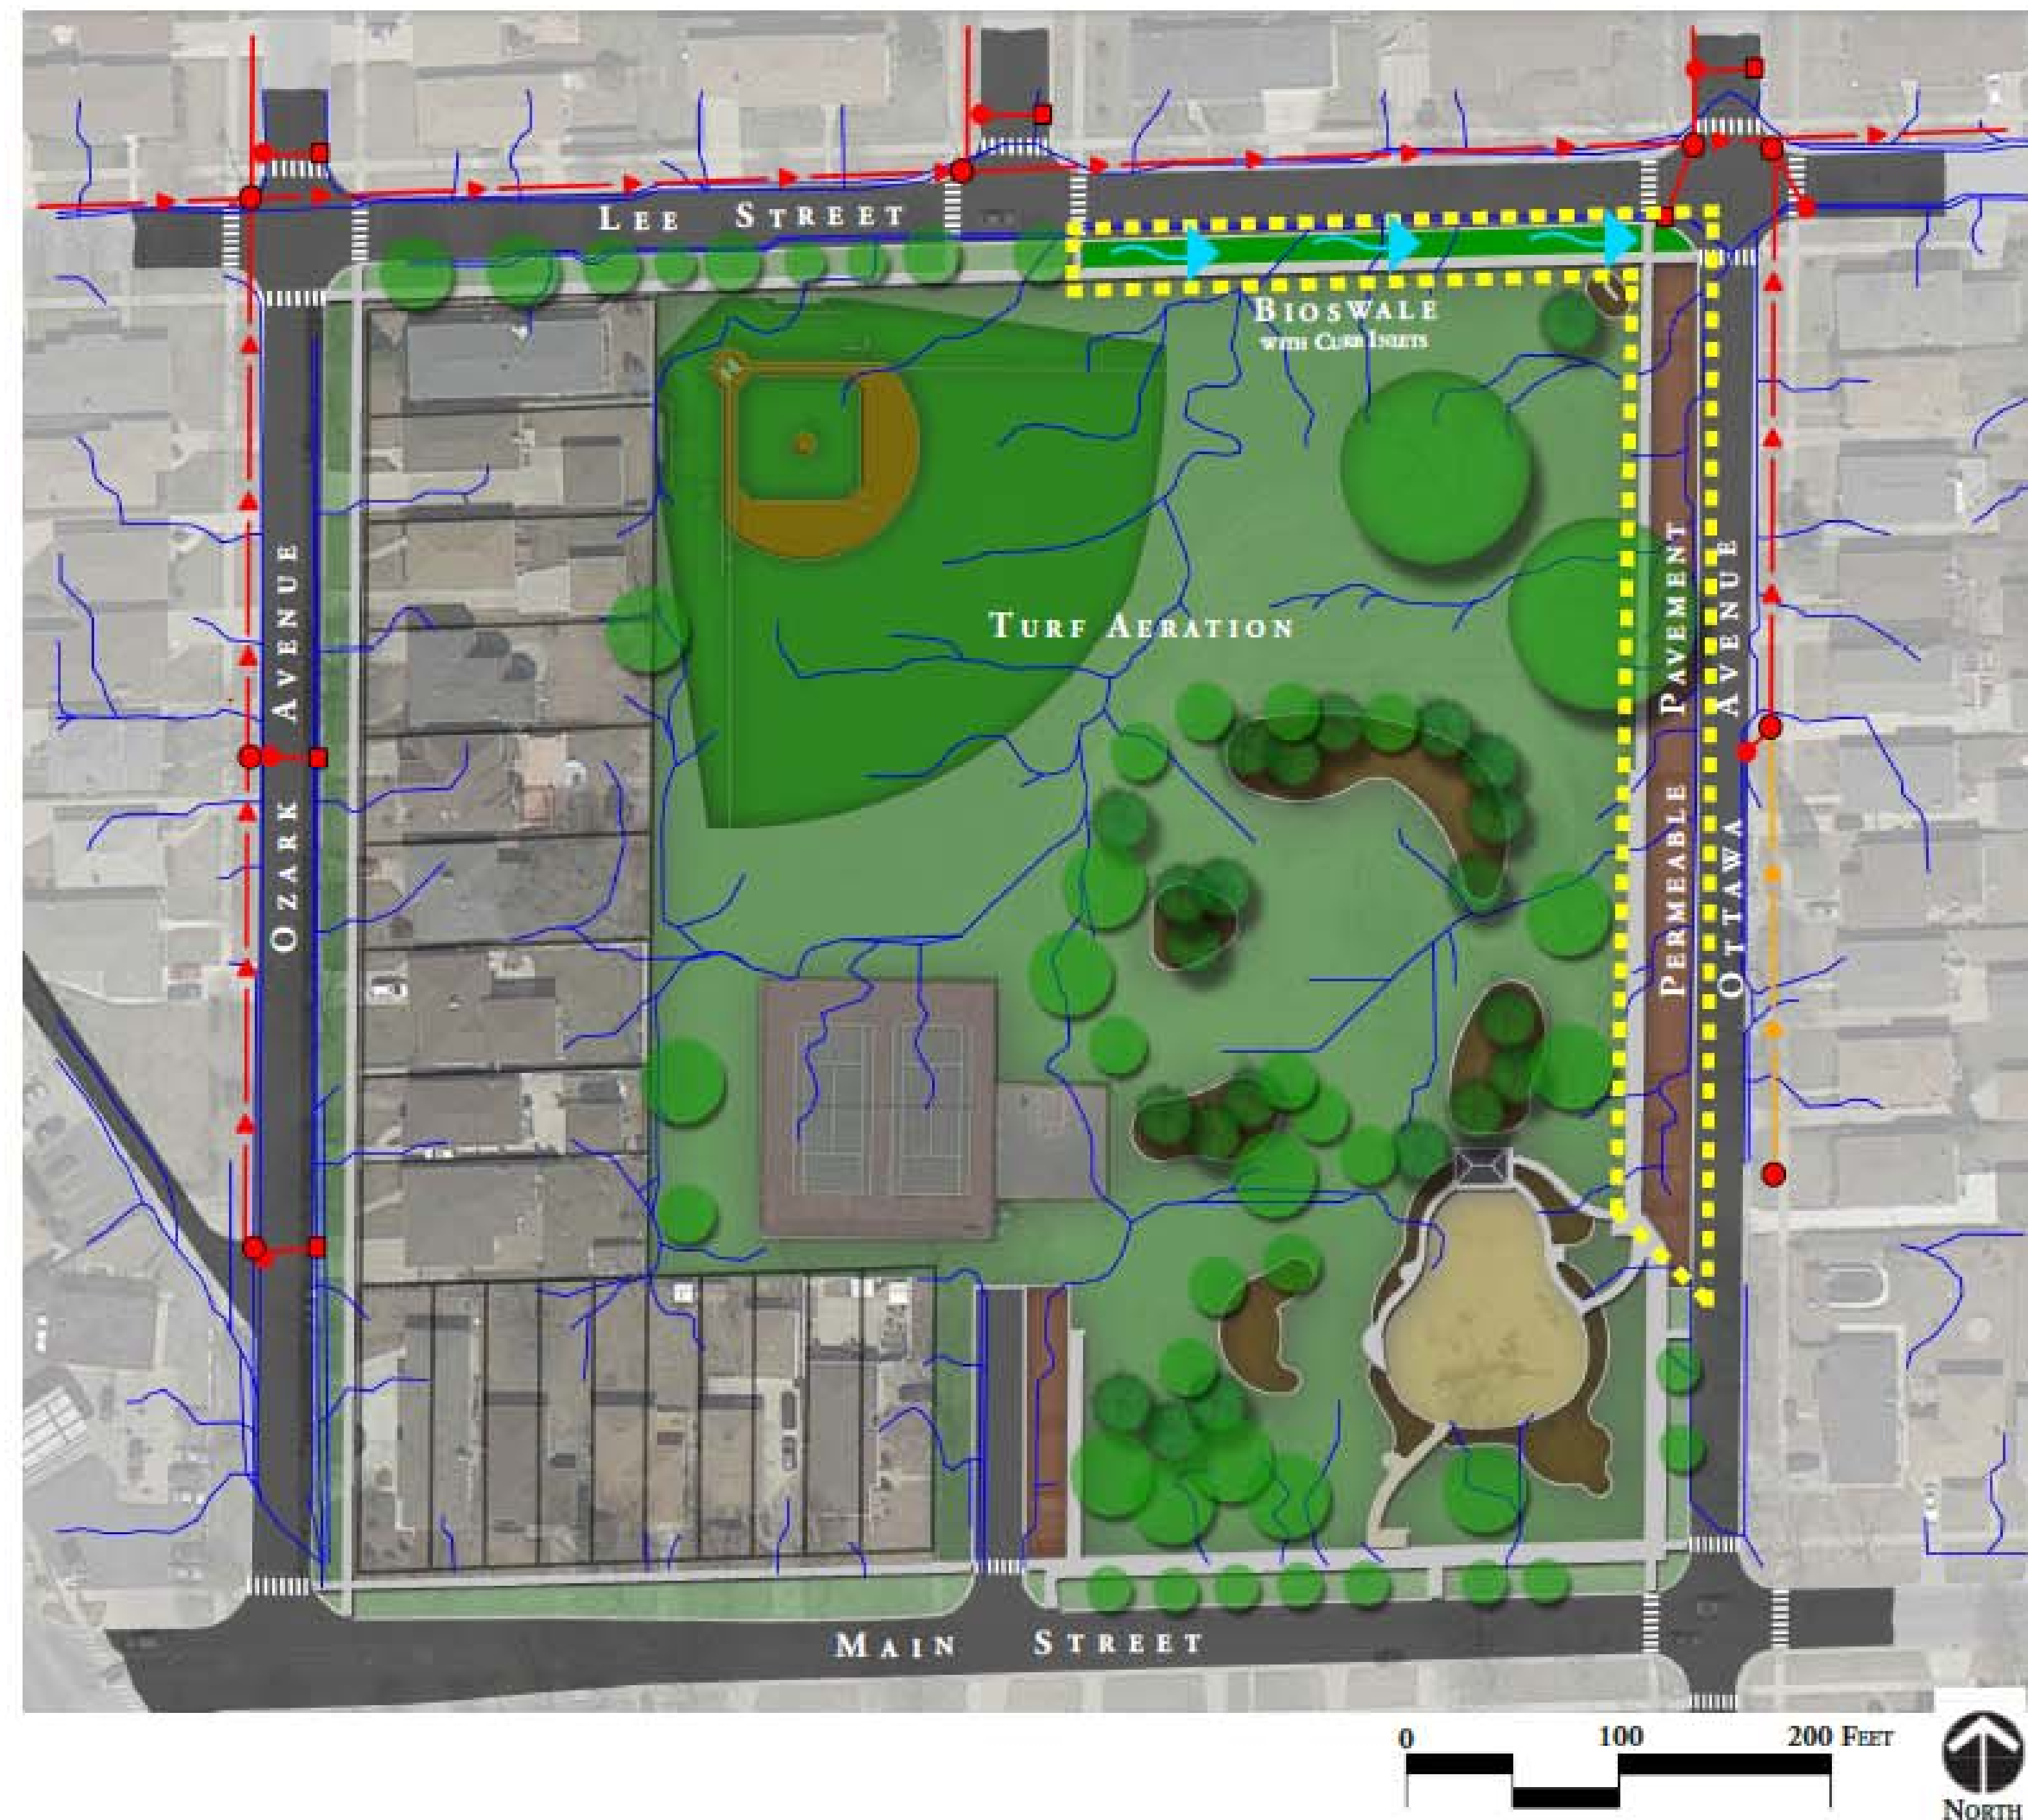 LEE STREET
BIOSWALE
WITH CURB INLETS
TURF AERATION
OZARK AVENUE
PERMEABLE PAVEMENT
OTTAWA AVENUE
MAIN STREET
0 100 200 FEET
NORTH